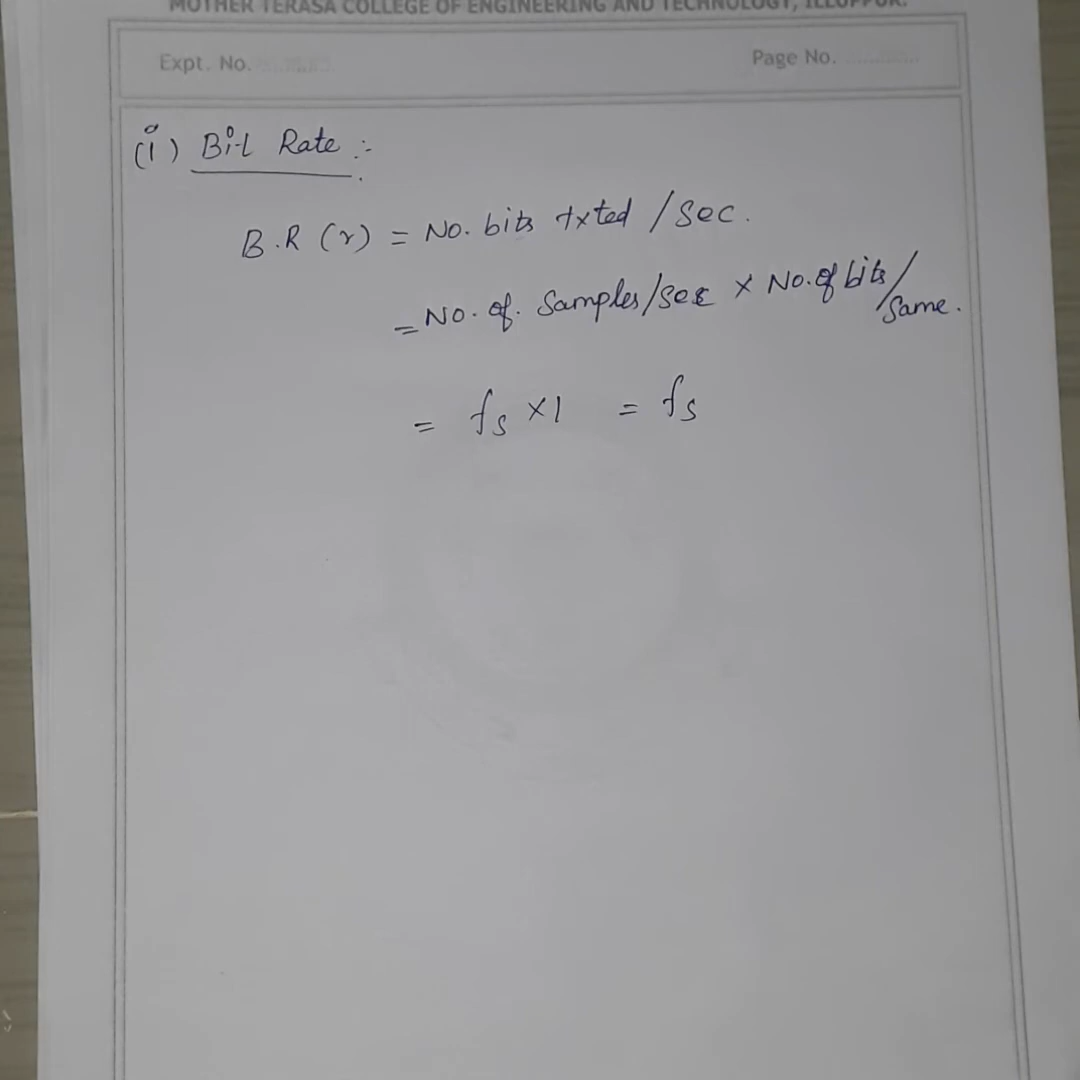 MOTHER TERASA COLLEGE OF ENGINEERING AND TECHNOLOGY, ILLUPPUR.
Expt. No. ............ Page No. ............
(i) Bit Rate :-
B.R (r) = No. bits txted /sec.
= No. of. Samples/sec × No. of bits/Same.
= fs ×1 = fs